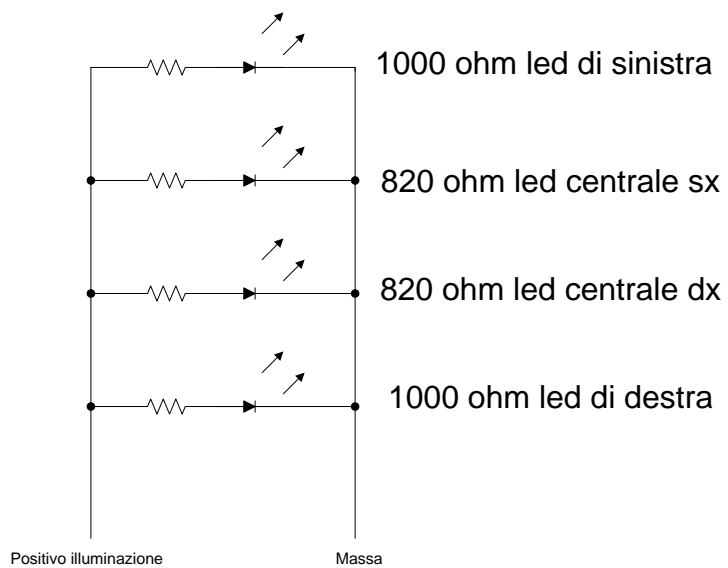 1000 ohm led di sinistra
820 ohm led centrale sx
820 ohm led centrale dx
1000 ohm led di destra
Positivo illuminazione
Massa